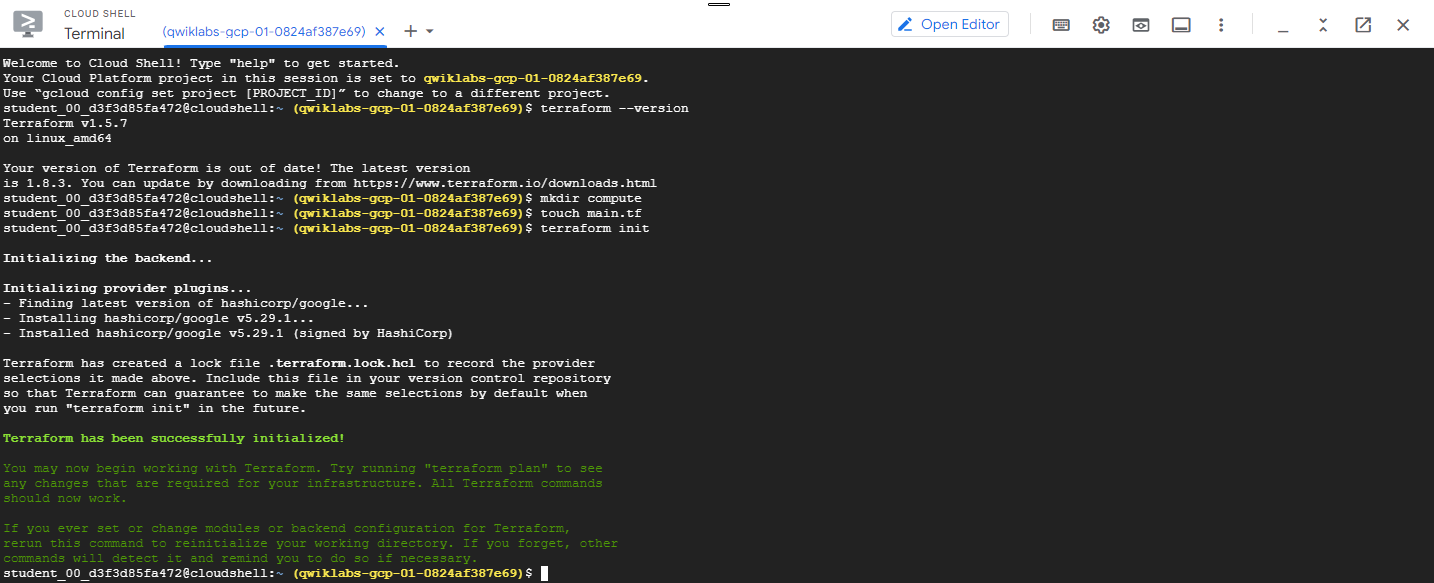 CLOUD SHELL
Terminal
(qwiklabs-gcp-01-0824af387e69)
Open Editor
Welcome to Cloud Shell! Type "help" to get started.
Your Cloud Platform project in this session is set to qwiklabs-gcp-01-0824af387e69.
Use “gcloud config set project [PROJECT_ID]” to change to a different project.
student_00_d3f3d85fa472@cloudshell:~ (qwiklabs-gcp-01-0824af387e69)$ terraform --version
Terraform v1.5.7
on linux_amd64
Your version of Terraform is out of date! The latest version
is 1.8.3. You can update by downloading from https://www.terraform.io/downloads.html
student_00_d3f3d85fa472@cloudshell:~ (qwiklabs-gcp-01-0824af387e69)$ mkdir compute
student_00_d3f3d85fa472@cloudshell:~ (qwiklabs-gcp-01-0824af387e69)$ touch main.tf
student_00_d3f3d85fa472@cloudshell:~ (qwiklabs-gcp-01-0824af387e69)$ terraform init
Initializing the backend...
Initializing provider plugins...
- Finding latest version of hashicorp/google...
- Installing hashicorp/google v5.29.1...
- Installed hashicorp/google v5.29.1 (signed by HashiCorp)
Terraform has created a lock file .terraform.lock.hcl to record the provider
selections it made above. Include this file in your version control repository
so that Terraform can guarantee to make the same selections by default when
you run "terraform init" in the future.
Terraform has been successfully initialized!
You may now begin working with Terraform. Try running "terraform plan" to see
any changes that are required for your infrastructure. All Terraform commands
should now work.
If you ever set or change modules or backend configuration for Terraform,
rerun this command to reinitialize your working directory. If you forget, other
commands will detect it and remind you to do so if necessary.
student_00_d3f3d85fa472@cloudshell:~ (qwiklabs-gcp-01-0824af387e69)$